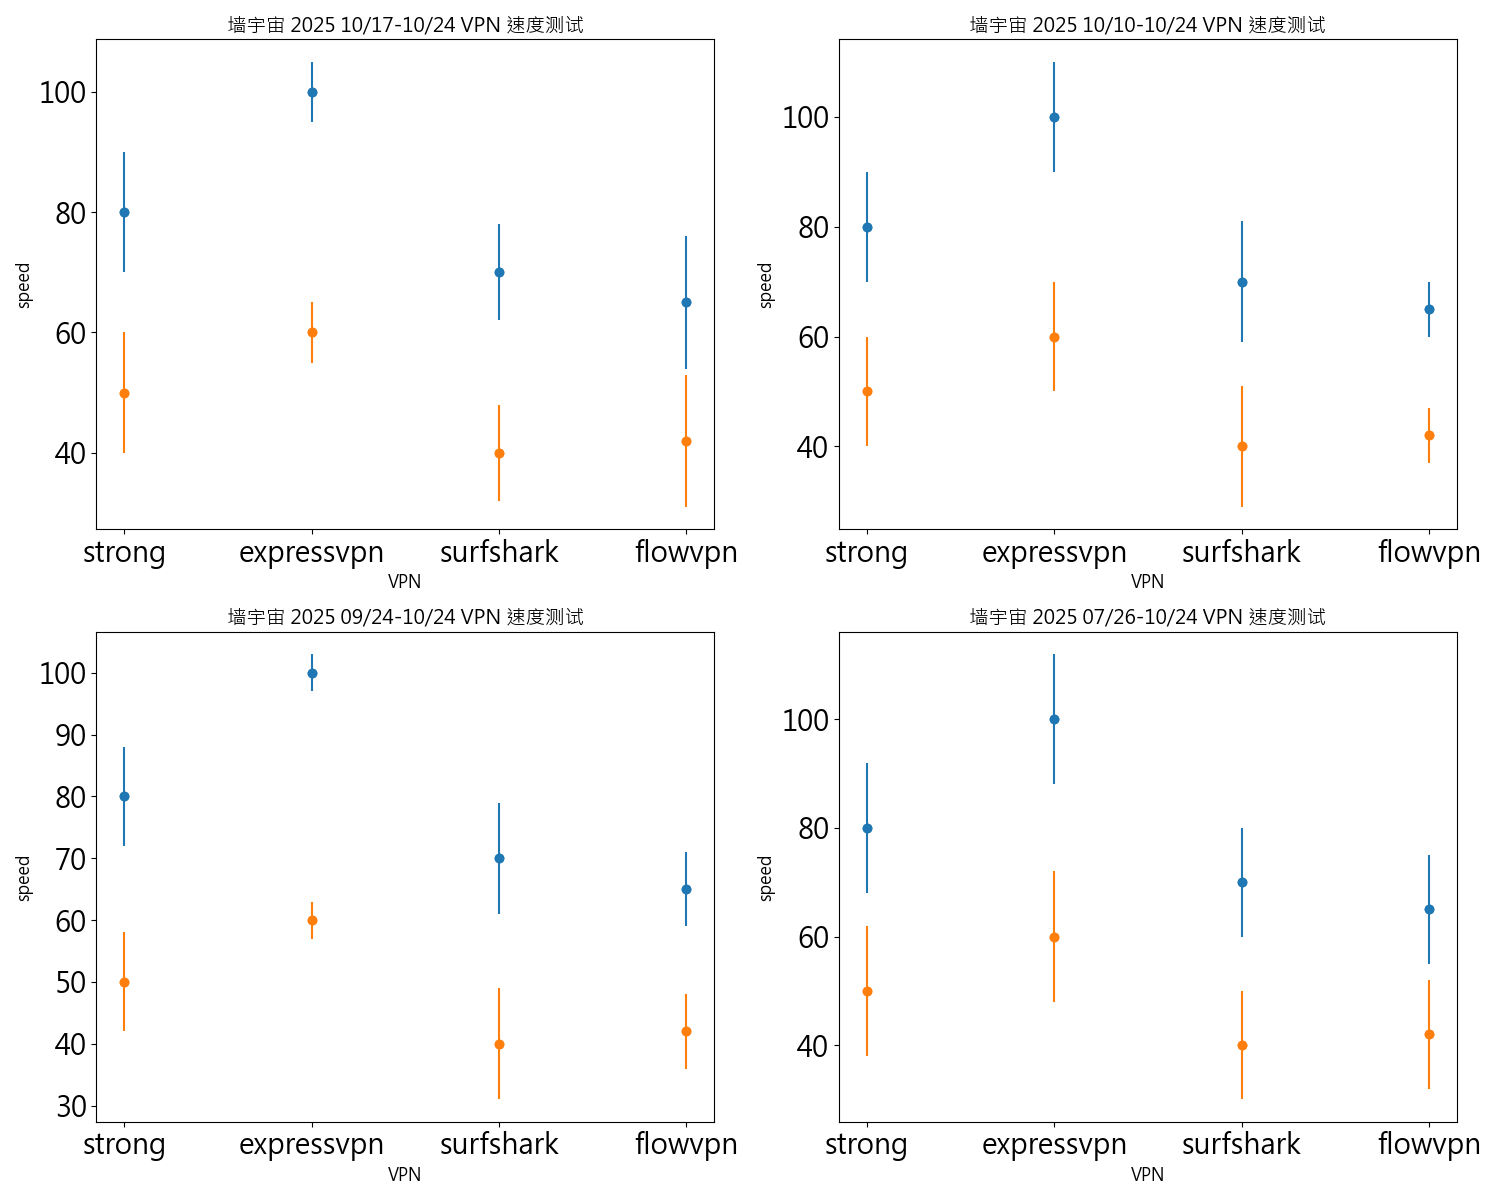 墙宇宙 2025 10/17-10/24 VPN 速度测试
100
80
60
40
speed
strong expressvpn surfshark flowvpn
VPN
墙宇宙 2025 10/10-10/24 VPN 速度测试
100
80
60
40
speed
strong expressvpn surfshark flowvpn
VPN
墙宇宙 2025 09/24-10/24 VPN 速度测试
100
90
80
70
60
50
40
30
speed
strong expressvpn surfshark flowvpn
VPN
墙宇宙 2025 07/26-10/24 VPN 速度测试
100
80
60
40
speed
strong expressvpn surfshark flowvpn
VPN